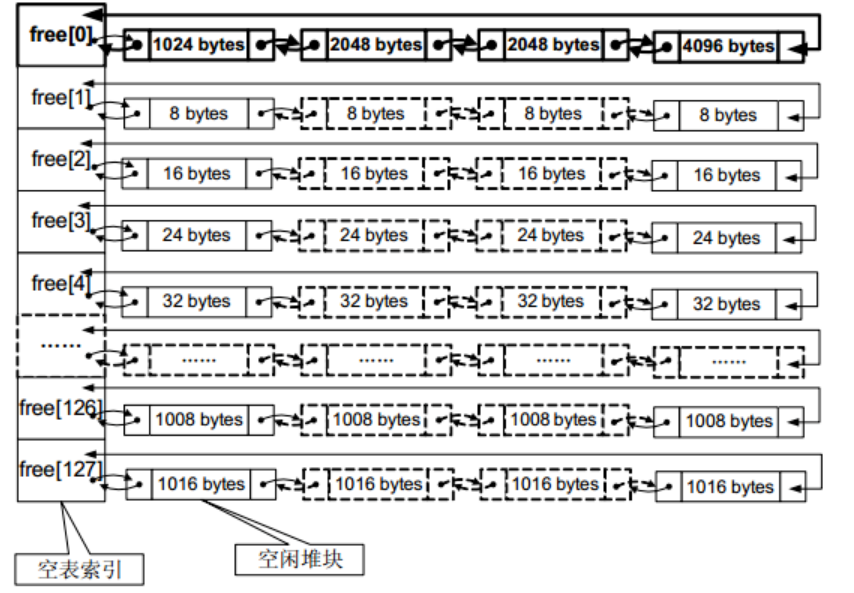 free[0] 1024 bytes 2048 bytes 2048 bytes 4096 bytes
free[1] 8 bytes 8 bytes 8 bytes 8 bytes
free[2] 16 bytes 16 bytes 16 bytes 16 bytes
free[3] 24 bytes 24 bytes 24 bytes 24 bytes
free[4] 32 bytes 32 bytes 32 bytes 32 bytes
...... ...... ...... ...... ......
free[126] 1008 bytes 1008 bytes 1008 bytes 1008 bytes
free[127] 1016 bytes 1016 bytes 1016 bytes 1016 bytes
空表索引 空闲堆块